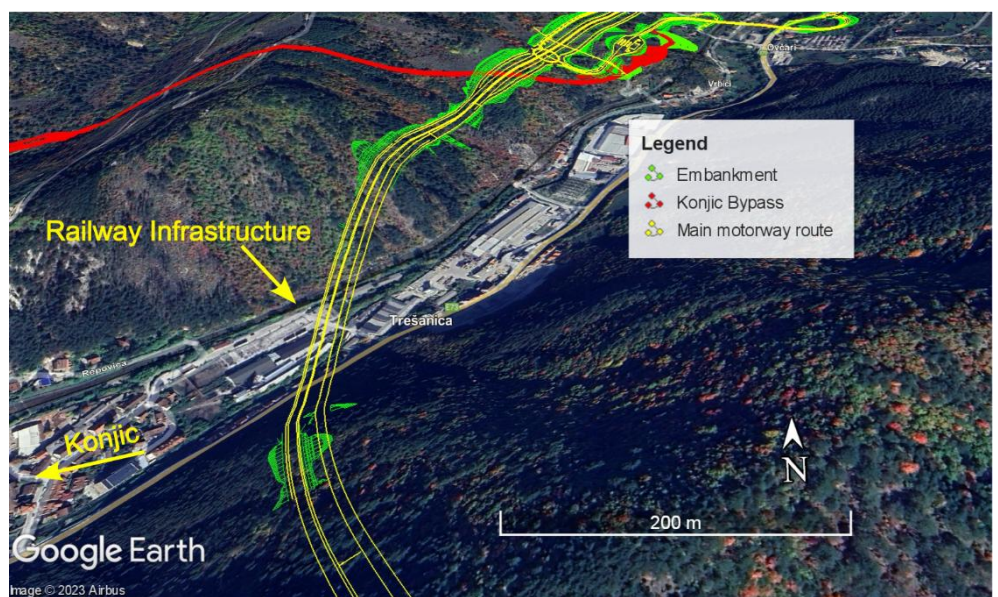 Ovčari
Vrbici
Legend
Embankment
Konjic Bypass
Main motorway route
Railway Infrastructure
Trešanica
Repovica
Konjic
N
200 m
Google Earth
Image © 2023 Airbus